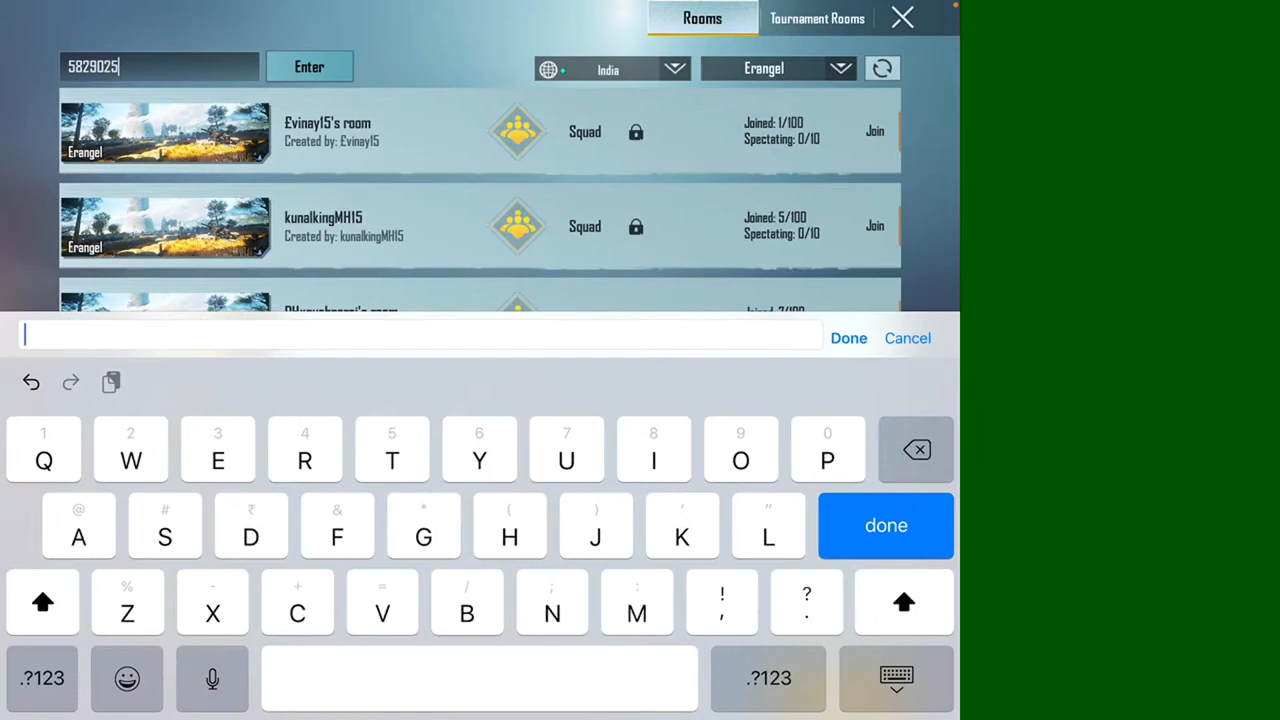 Rooms
Tournament Rooms
5829025
Enter
India
Erangel
Erangel
£vinay15's room
Created by: £vinay15
Squad
Joined: 1/100
Spectating: 0/10
Join
Erangel
kunalkingMH15
Created by: kunalkingMH15
Squad
Joined: 5/100
Spectating: 0/10
Join
Done
Cancel
1 2 3 4 5 6 7 8 9 0
Q W E R T Y U I O P
@ # ₹ & * ( ) ' "
A S D F G H J K L
done
% - + = / ; : ! ?
Z X C V B N M , .
.?123
.?123